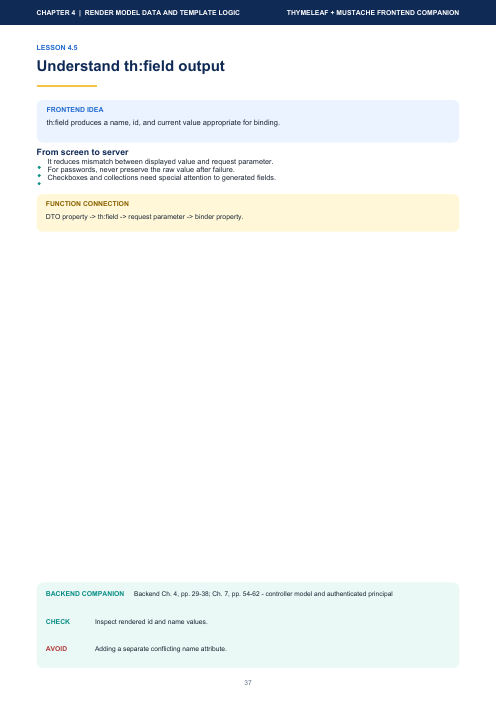 CHAPTER 4 | RENDER MODEL DATA AND TEMPLATE LOGIC THYMELEAF + MUSTACHE FRONTEND COMPANION
LESSON 4.5
Understand th:field output
FRONTEND IDEA
th:field produces a name, id, and current value appropriate for binding.
From screen to server
It reduces mismatch between displayed value and request parameter.
For passwords, never preserve the raw value after failure.
Checkboxes and collections need special attention to generated fields.
FUNCTION CONNECTION
DTO property -> th:field -> request parameter -> binder property.
BACKEND COMPANION Backend Ch. 4, pp. 29-38; Ch. 7, pp. 54-62 - controller model and authenticated principal
CHECK Inspect rendered id and name values.
AVOID Adding a separate conflicting name attribute.
37